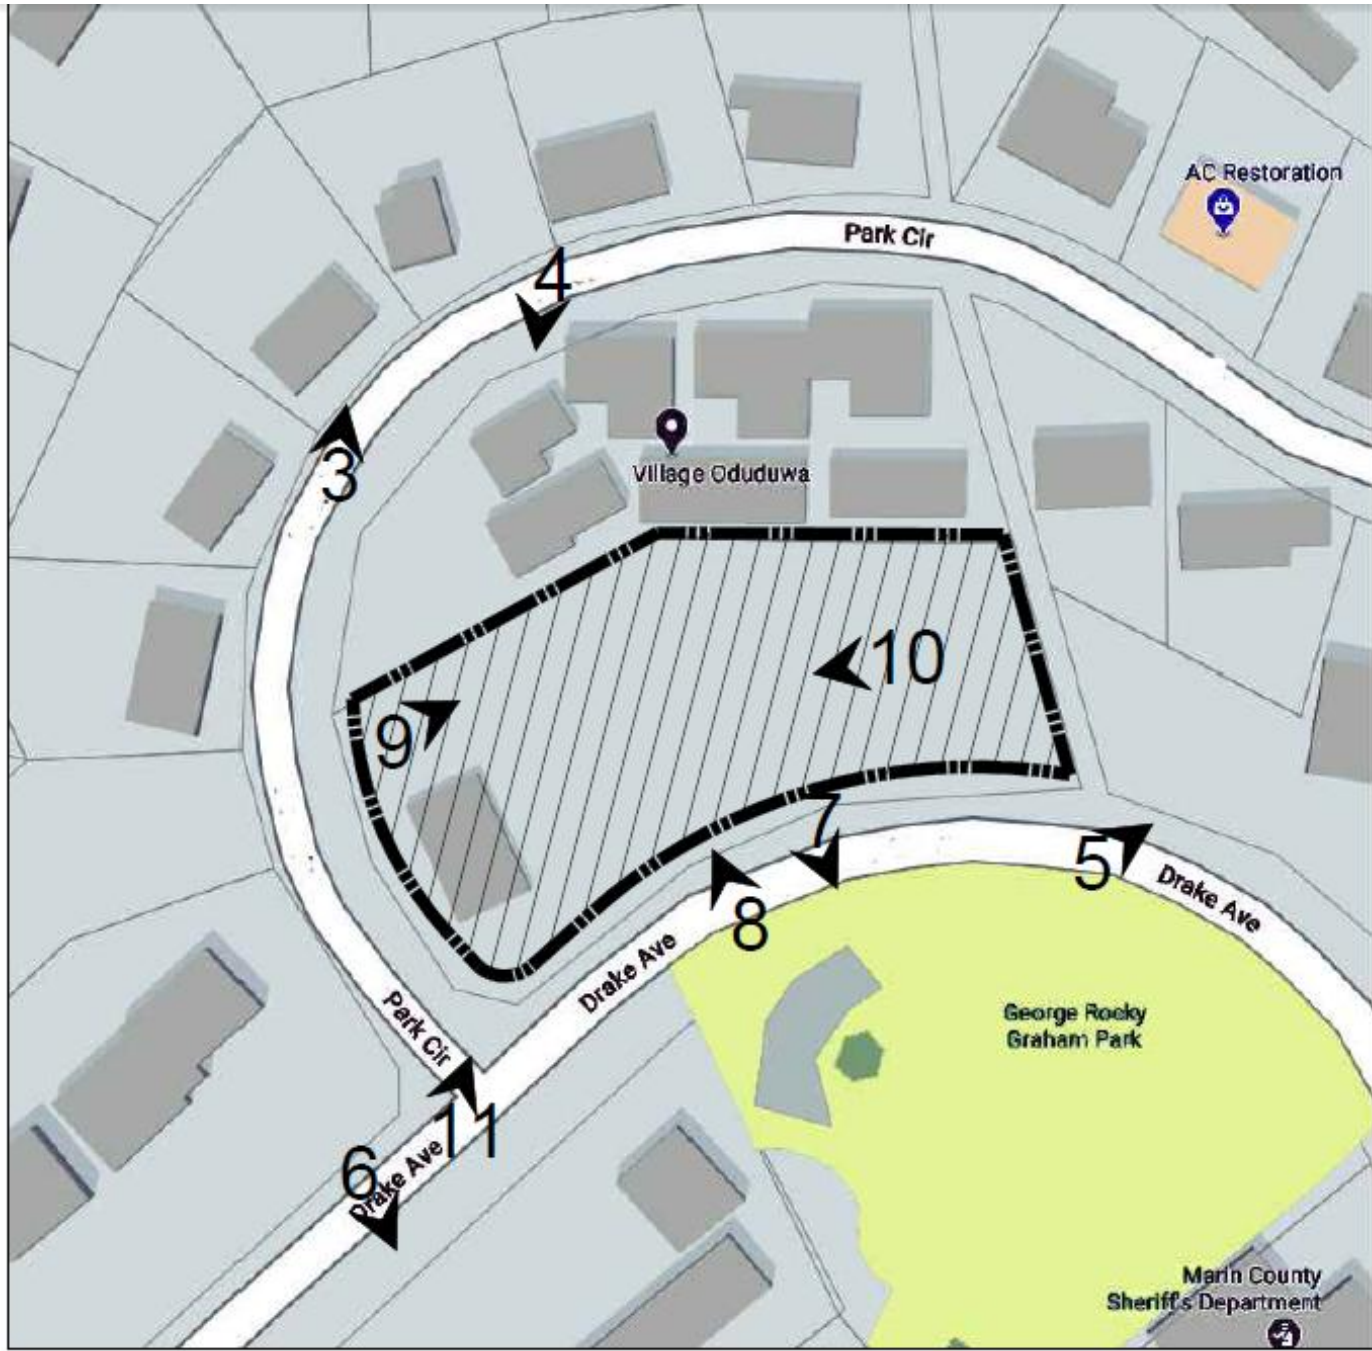 AC Restoration
Park Cir
4
3
Village Oduduwa
10
9
7
5
Drake Ave
8
Drake Ave
George Rocky
Graham Park
Park Cir
11
6
Drake Ave
Marin County
Sheriff's Department